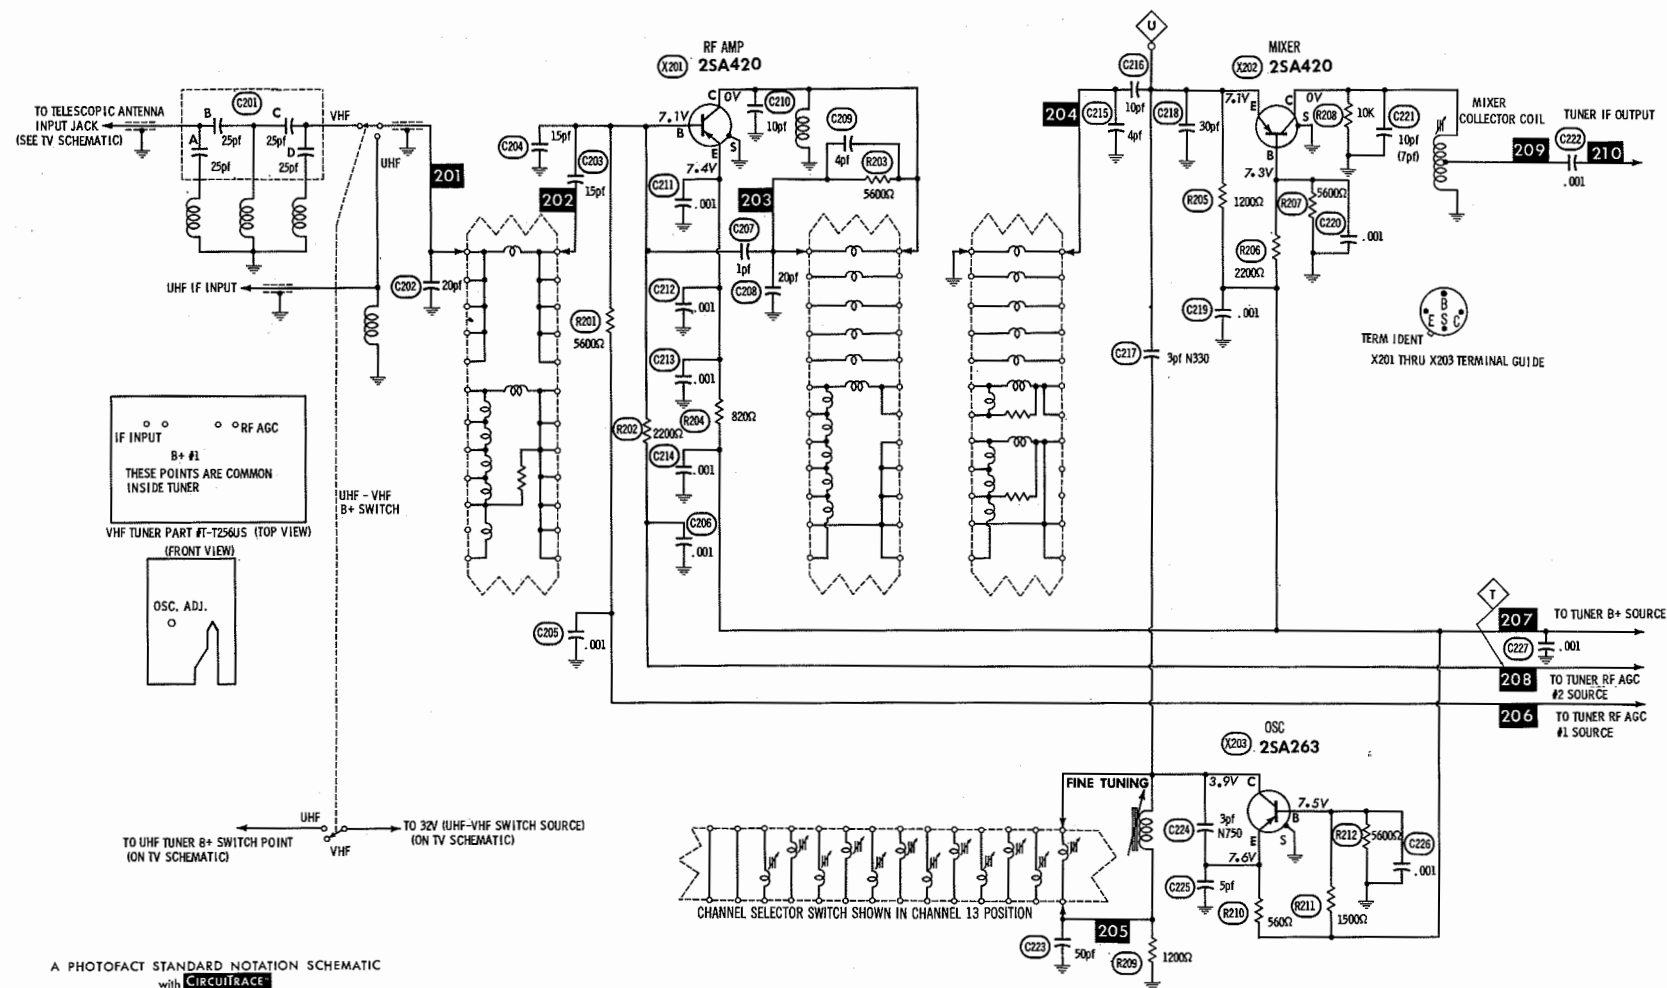 U
RF AMP
X201 2SA420
MIXER
X202 2SA420
TO TELESCOPIC ANTENNA
INPUT JACK
(SEE TV SCHEMATIC)
C201
B
C
25pf
25pf
A
D
25pf
25pf
VHF
UHF
201
C202
20pf
C204
15pf
C203
15pf
202
7.1V
B
C
0V
E
S
7.4V
C210
10pf
C209
4pf
R203
5600Ω
C211
.001
203
C207
1pf
C208
20pf
C212
.001
R201
5600Ω
C213
.001
R202
2200Ω
R204
820Ω
C214
.001
C206
.001
C205
.001
204
C215
4pf
C216
10pf
C218
30pf
7.1V
E
C
0V
S
B
7.3V
R208
10K
C221
10pf
(7pf)
MIXER
COLLECTOR COIL
TUNER IF OUTPUT
C222
209
210
.001
R205
1200Ω
R207
5600Ω
C220
.001
R206
2200Ω
C219
.001
C217
3pf N330
B
E S C
TERM IDENT
X201 THRU X203 TERMINAL GUIDE
UHF IF INPUT
IF INPUT
RF AGC
B+ #1
THESE POINTS ARE COMMON
INSIDE TUNER
VHF TUNER PART #T-T256US (TOP VIEW)
(FRONT VIEW)
OSC. ADJ.
UHF - VHF
B+ SWITCH
T
207
TO TUNER B+ SOURCE
C227
.001
208
TO TUNER RF AGC
#2 SOURCE
206
TO TUNER RF AGC
#1 SOURCE
OSC
X203 2SA263
FINE TUNING
3.9V
C
7.5V
B
S
E
7.6V
C224
3pf
N750
C225
5pf
R210
560Ω
R211
1500Ω
R212
5600Ω
C226
.001
UHF
VHF
TO UHF TUNER B+ SWITCH POINT
(ON TV SCHEMATIC)
TO 32V (UHF-VHF SWITCH SOURCE)
(ON TV SCHEMATIC)
CHANNEL SELECTOR SWITCH SHOWN IN CHANNEL 13 POSITION
205
C223
50pf
R209
1200Ω
A PHOTOFACT STANDARD NOTATION SCHEMATIC
with CIRCUITRACE